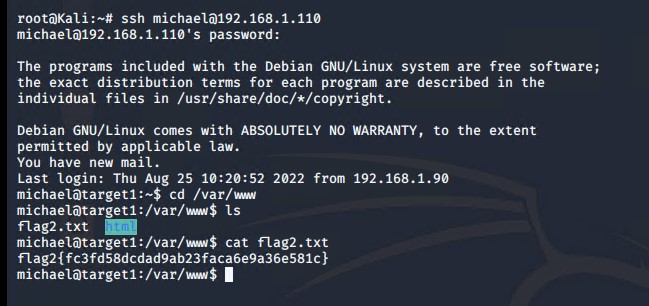 root@Kali:~# ssh michael@192.168.1.110
michael@192.168.1.110's password:
The programs included with the Debian GNU/Linux system are free software;
the exact distribution terms for each program are described in the
individual files in /usr/share/doc/*/copyright.
Debian GNU/Linux comes with ABSOLUTELY NO WARRANTY, to the extent
permitted by applicable law.
You have new mail.
Last login: Thu Aug 25 10:20:52 2022 from 192.168.1.90
michael@target1:~$ cd /var/www
michael@target1:/var/www$ ls
flag2.txt html
michael@target1:/var/www$ cat flag2.txt
flag2{fc3fd58dcdad9ab23faca6e9a36e581c}
michael@target1:/var/www$